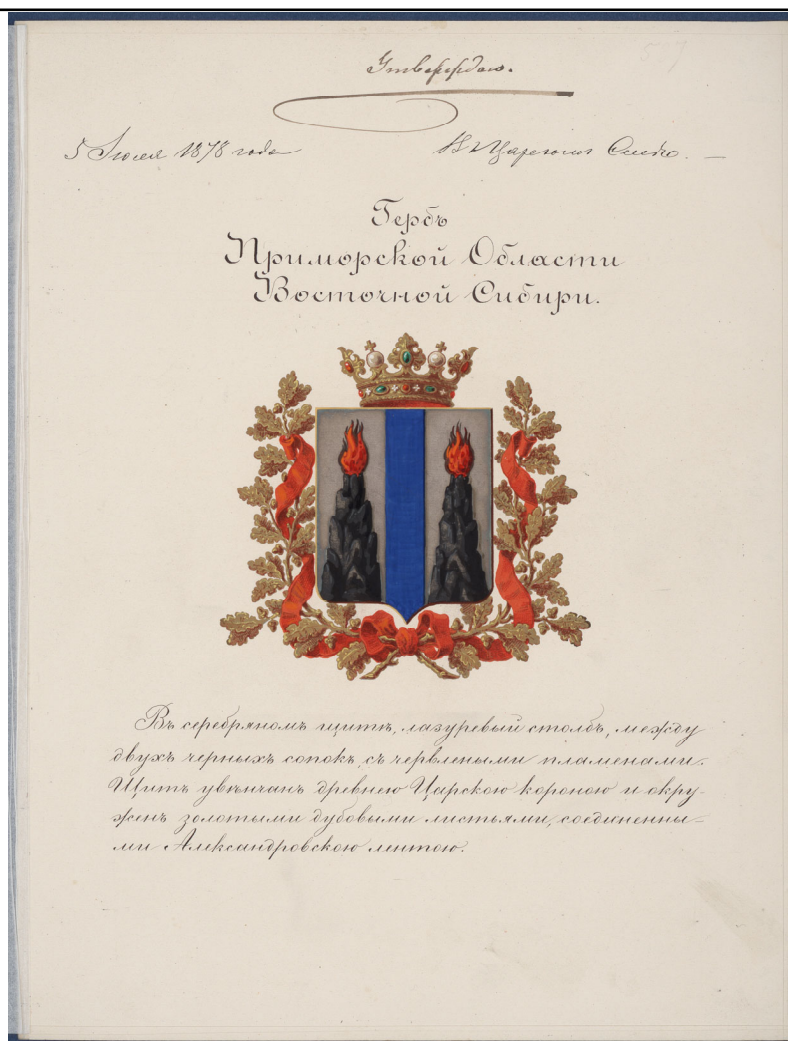 57
Утверждаю.
5 Июля 1878 года
Въ Царскомъ Селѣ.
Гербъ
Приморской Области
Восточной Сибири.
Въ серебряномъ щитѣ, лазуревый столбъ, между
двухъ черныхъ сопокъ, съ червлеными пламенами.
Щитъ увѣнчанъ древнею Царскою короною и окру-
женъ золотыми дубовыми листьями, соединенны-
ми Александровскою лентою.